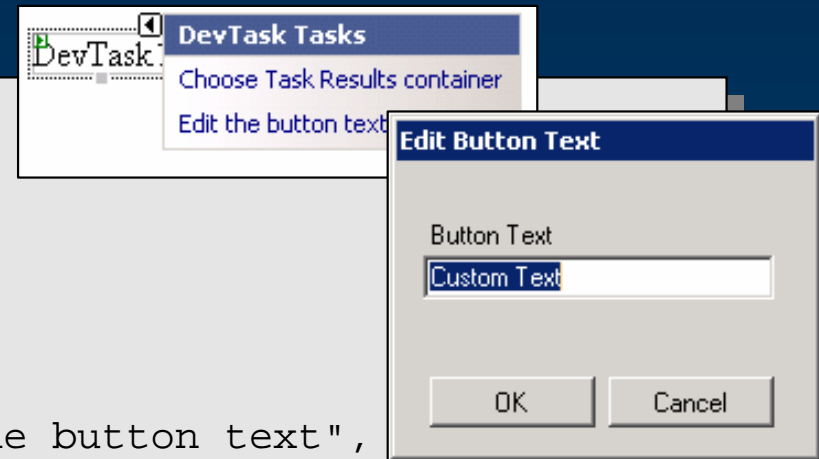 DevTask
DevTask Tasks
Choose Task Results container
Edit the button text
Edit Button Text
Button Text
Custom Text
OK
Cancel
button text",